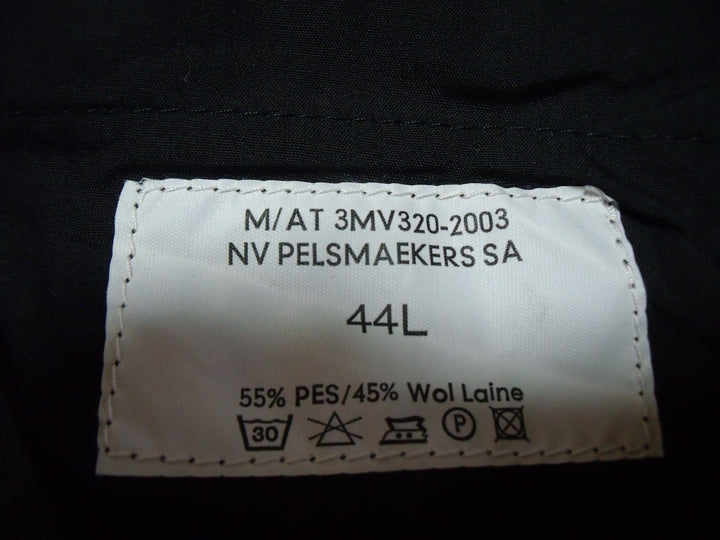 M/AT 3MV320-2003
NV PELSMAEKERS SA
44L
55% PES/45% Wol Laine
30 P